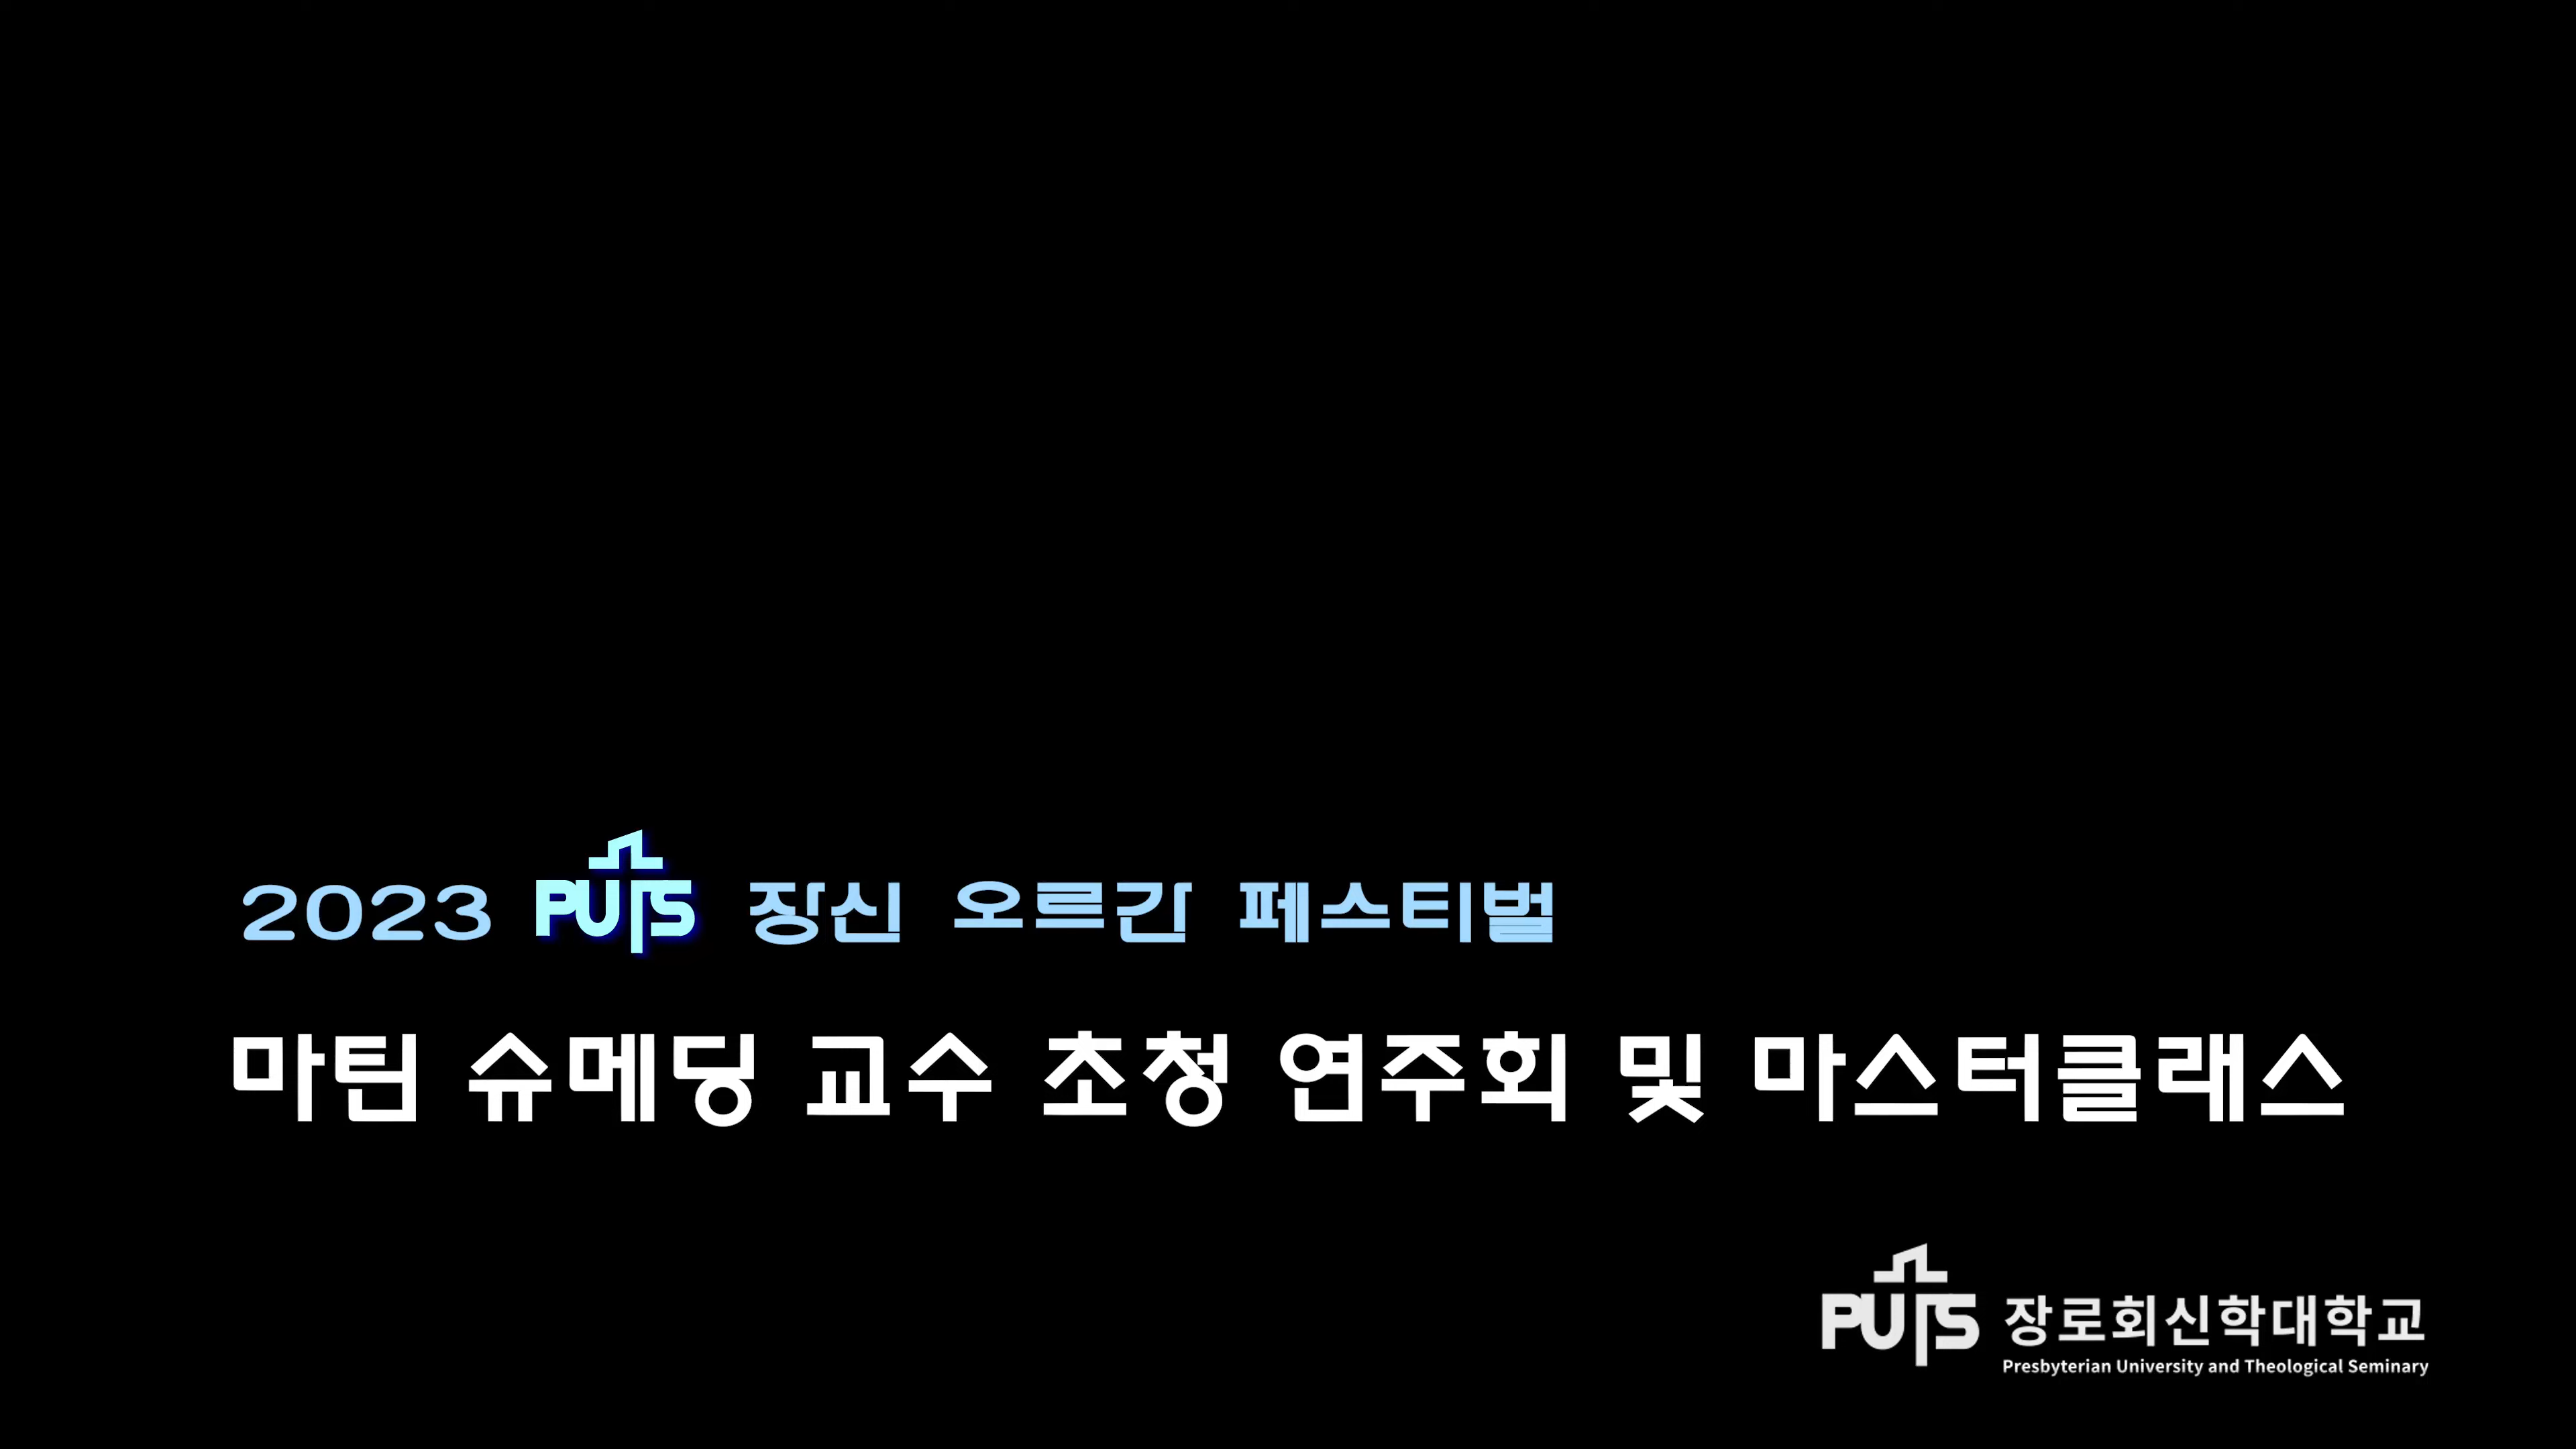 2023 PUTS 장신 오르간 페스티벌
마틴 슈메딩 교수 초청 연주회 및 마스터클래스
PUTS 장로회신학대학교
Presbyterian University and Theological Seminary